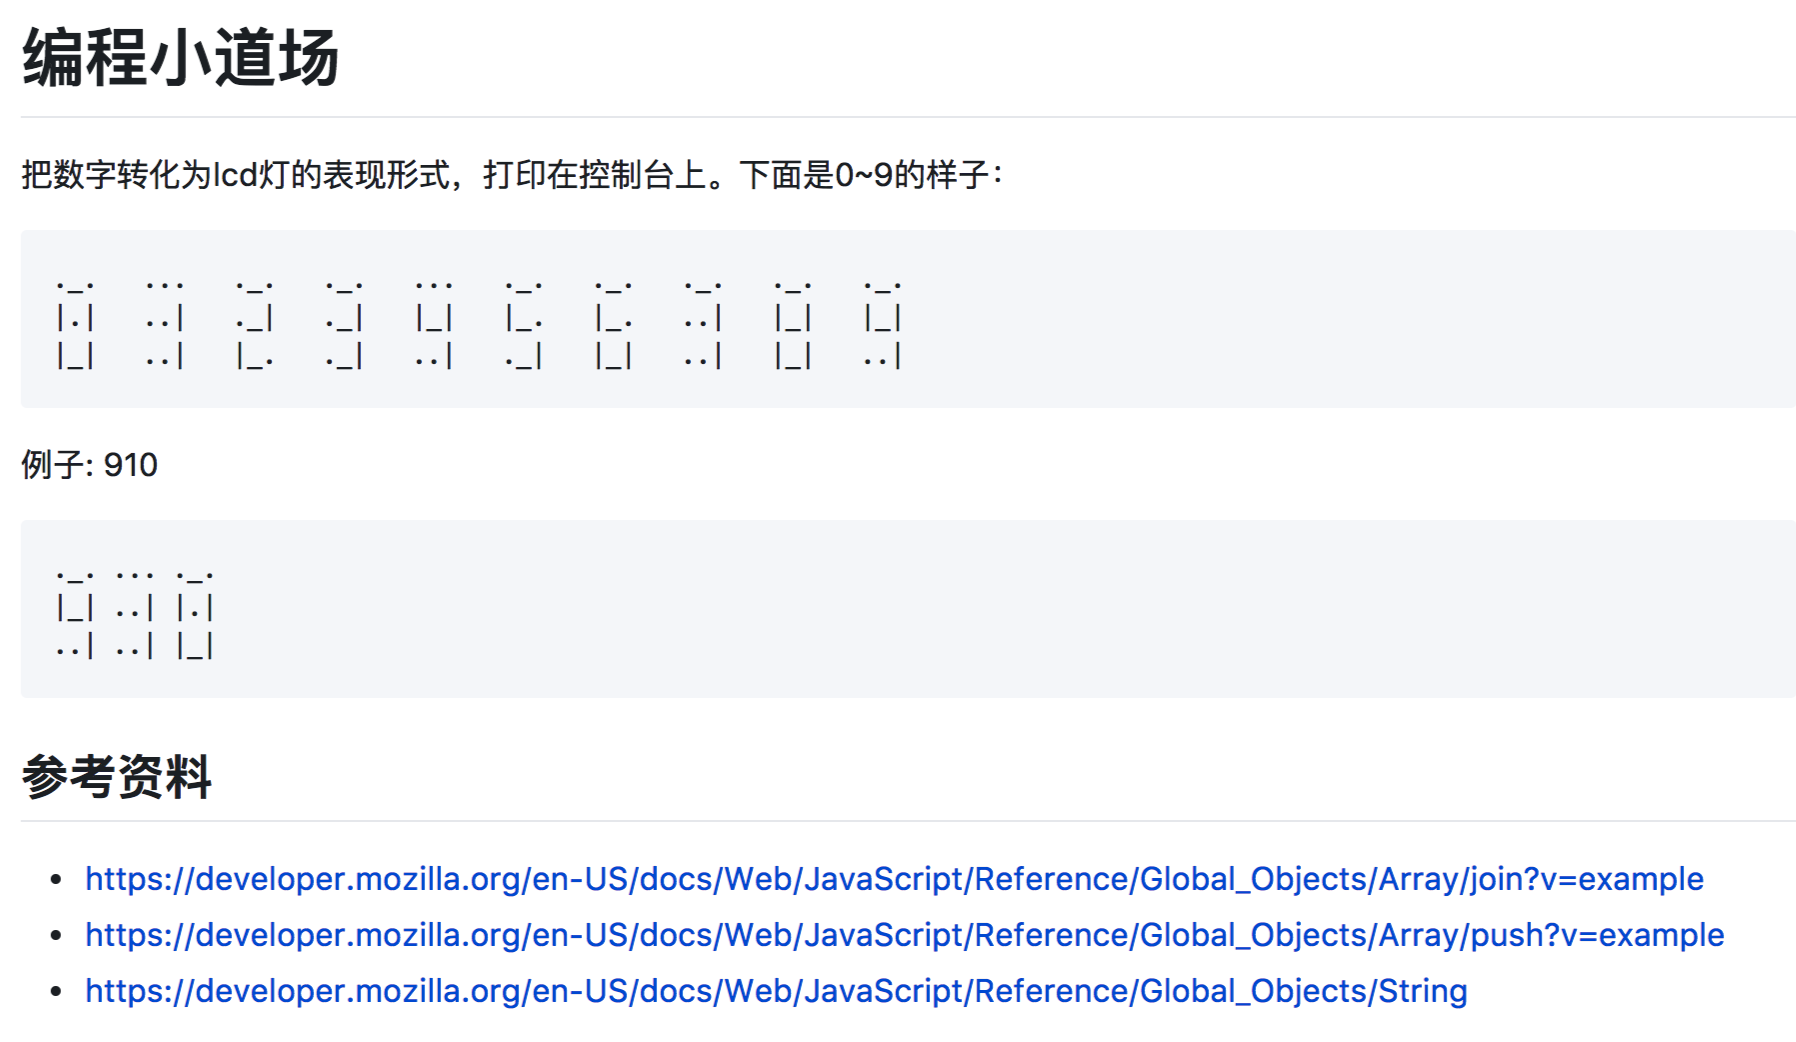 编程小道场
把数字转化为lcd灯的表现形式，打印在控制台上。下面是0~9的样子：
._.   ...   ._.   ._.   ...   ._.   ._.   ._.   ._.   ._.
|.|   ..|   ._|   ._|   |_|   |_.   |_.   ..|   |_|   |_|
|_|   ..|   |_.   ._|   ..|   ._|   |_|   ..|   |_|   ..|
例子: 910
._. ... ._.
|_| ..| |.|
..| ..| |_|
参考资料
• https://developer.mozilla.org/en-US/docs/Web/JavaScript/Reference/Global_Objects/Array/join?v=example
• https://developer.mozilla.org/en-US/docs/Web/JavaScript/Reference/Global_Objects/Array/push?v=example
• https://developer.mozilla.org/en-US/docs/Web/JavaScript/Reference/Global_Objects/String